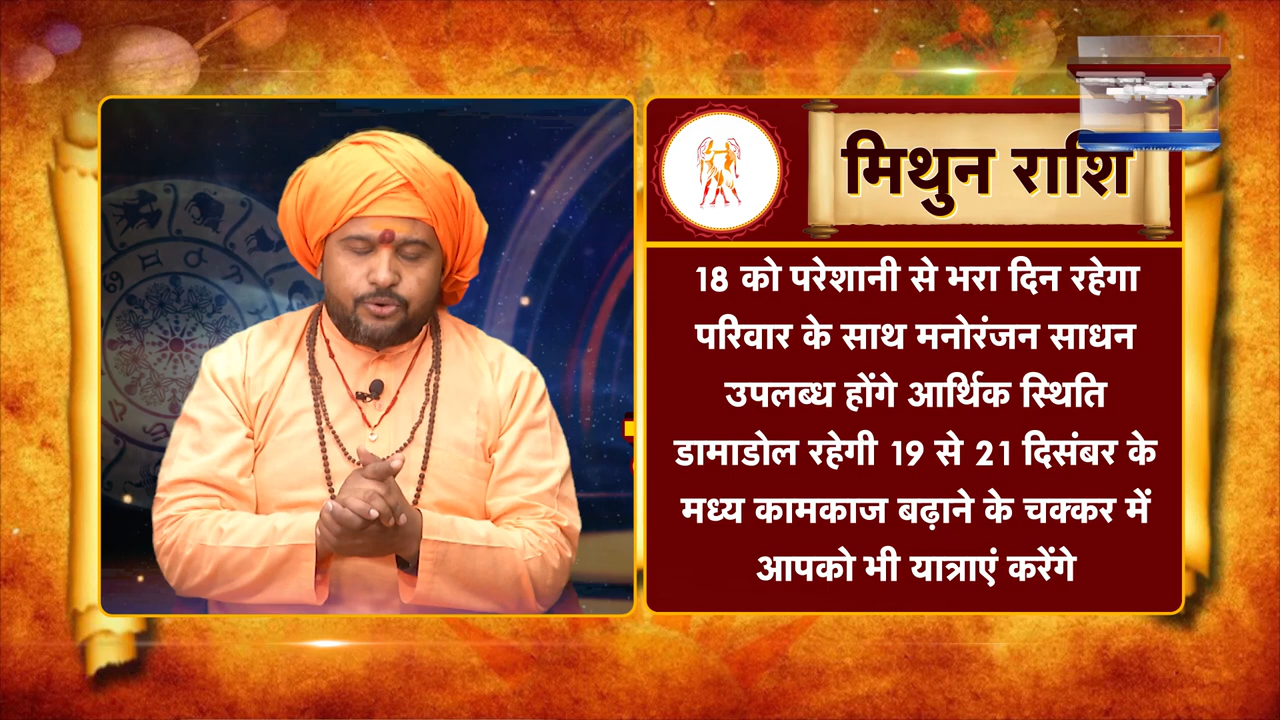 मिथुन राशि
18 को परेशानी से भरा दिन रहेगा
परिवार के साथ मनोरंजन साधन
उपलब्ध होंगे आर्थिक स्थिति
डामाडोल रहेगी 19 से 21 दिसंबर के
मध्य कामकाज बढ़ाने के चक्कर में
आपको भी यात्राएं करेंगे